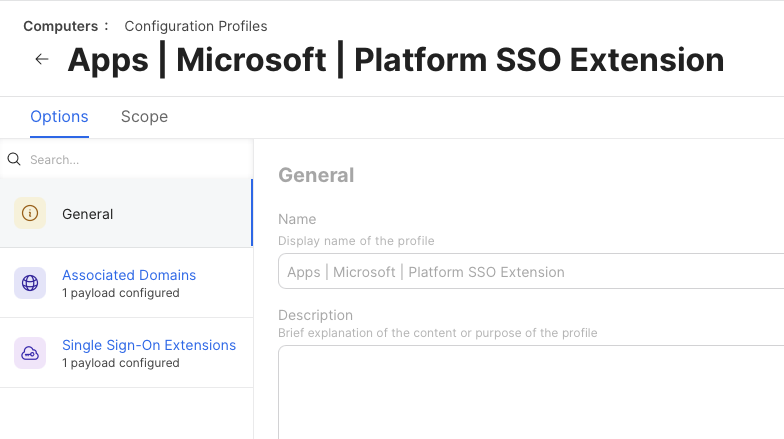 Computers : Configuration Profiles
← Apps | Microsoft | Platform SSO Extension
Options Scope
Search...
General
Associated Domains
1 payload configured
Single Sign-On Extensions
1 payload configured
General
Name
Display name of the profile
Apps | Microsoft | Platform SSO Extension
Description
Brief explanation of the content or purpose of the profile